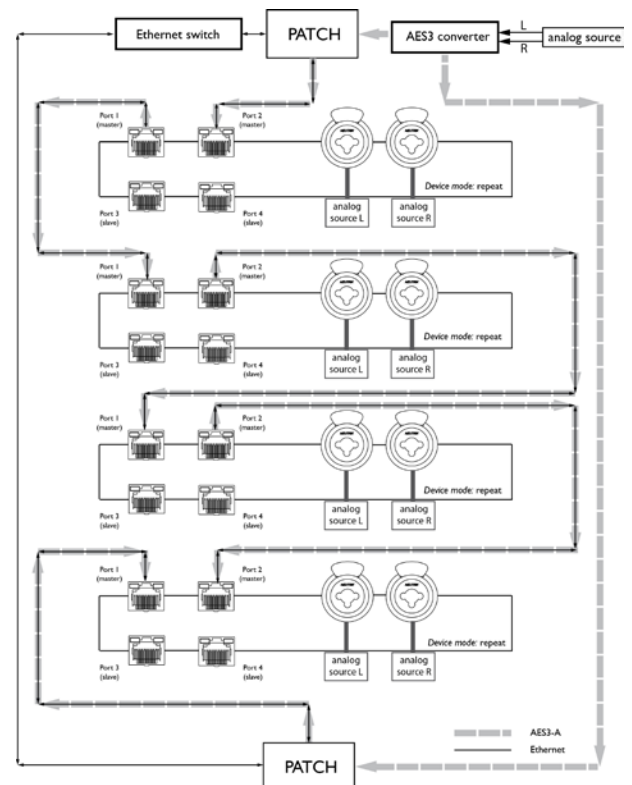 Ethernet switch
PATCH
AES3 converter
L
R
analog source
Port 1
(master)
Port 2
(master)
Port 3
(slave)
Port 4
(slave)
analog
source L
analog
source R
Device mode: repeat
Port 1
(master)
Port 2
(master)
Port 3
(slave)
Port 4
(slave)
analog
source L
analog
source R
Device mode: repeat
Port 1
(master)
Port 2
(master)
Port 3
(slave)
Port 4
(slave)
analog
source L
analog
source R
Device mode: repeat
Port 1
(master)
Port 2
(master)
Port 3
(slave)
Port 4
(slave)
analog
source L
analog
source R
Device mode: repeat
PATCH
AES3-A
Ethernet